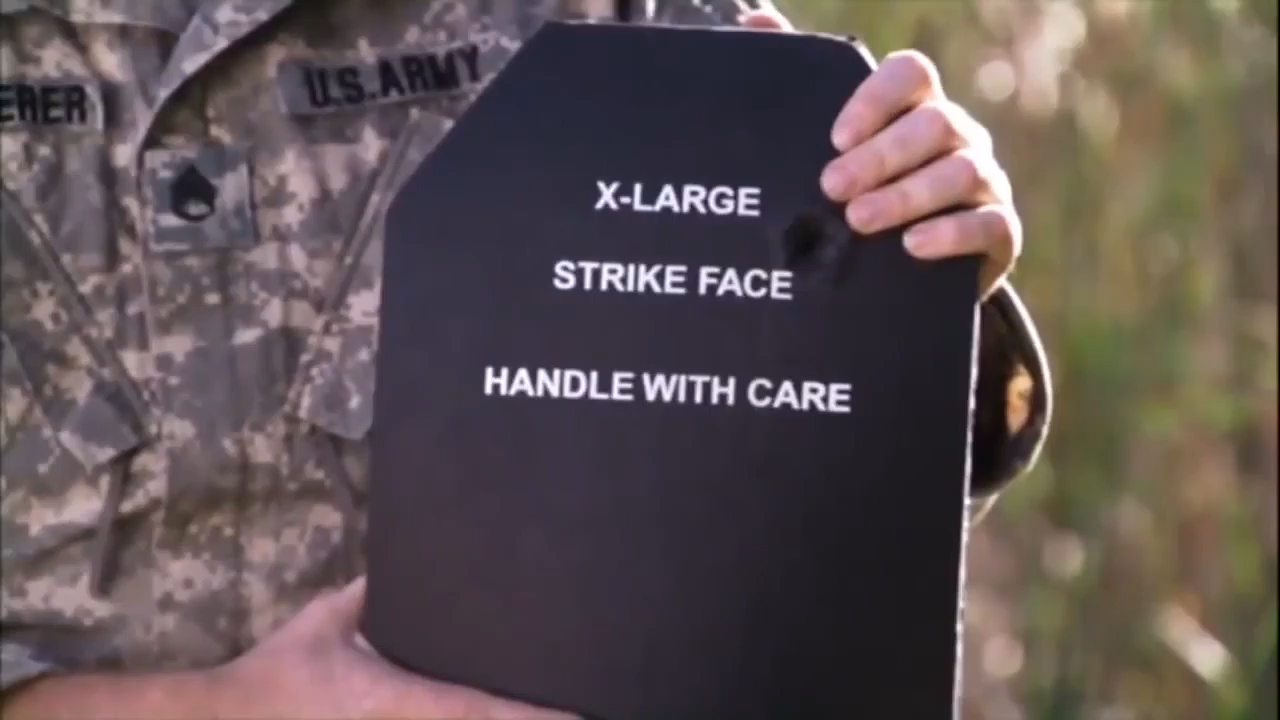 ERER
U.S.ARMY
X-LARGE
STRIKE FACE
HANDLE WITH CARE